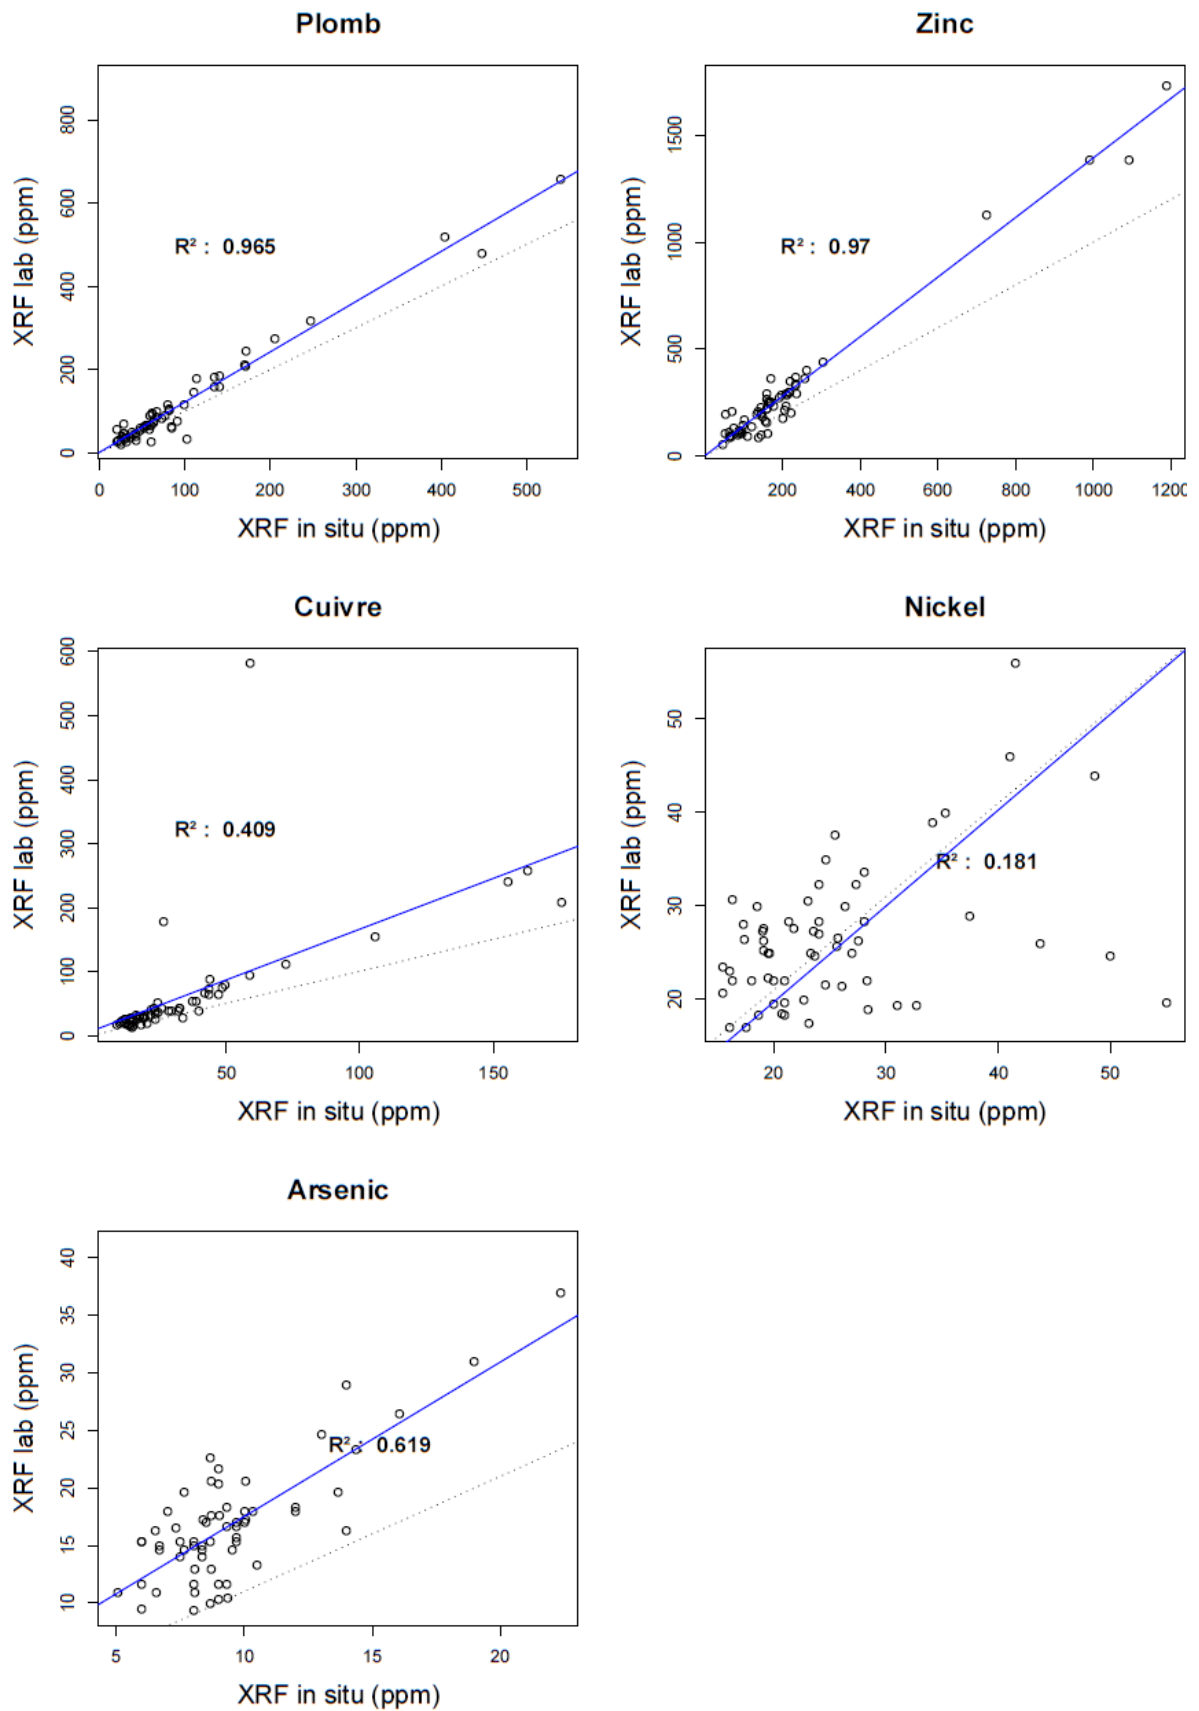 Plomb
XRF lab (ppm)
800
600
400
200
0
R² : 0.965
0 100 200 300 400 500
XRF in situ (ppm)
Zinc
XRF lab (ppm)
1500
1000
500
0
R² : 0.97
200 400 600 800 1000 1200
XRF in situ (ppm)
Cuivre
XRF lab (ppm)
600
500
400
300
200
100
0
R² : 0.409
50 100 150
XRF in situ (ppm)
Nickel
XRF lab (ppm)
50
40
30
20
R² : 0.181
20 30 40 50
XRF in situ (ppm)
Arsenic
XRF lab (ppm)
40
35
30
25
20
15
10
R² : 0.619
5 10 15 20
XRF in situ (ppm)